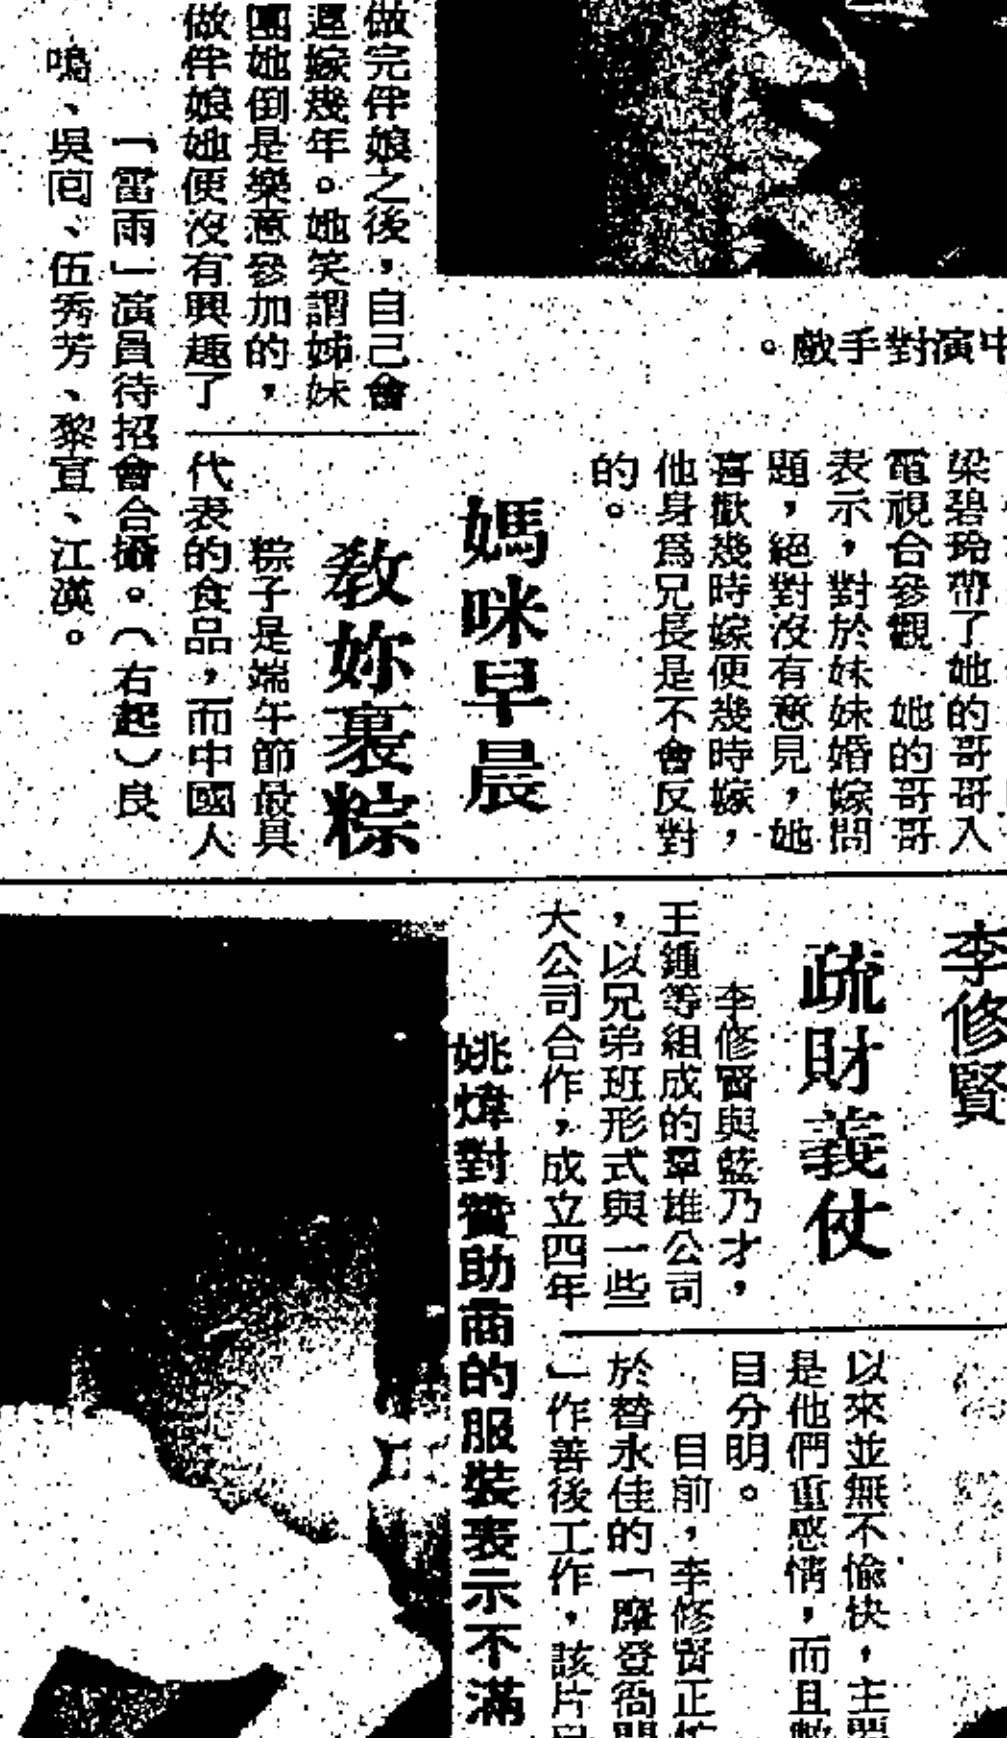 中演對手戲。
梁碧玲帶了她的哥哥入
電視合參觀 她的哥哥
表示，對於妹妹婚嫁問
題，絕對沒有意見，她
喜歡幾時嫁便幾時嫁，
他身爲兄長是不會反對
的。
做完伴娘之後，自己會
遲嫁幾年。她笑謂姊妹
團她倒是樂意參加的，
做伴娘她便沒有興趣了
媽咪早晨
教妳裹粽
粽子是端午節最具
代表的食品，而中國人
「雷雨」演員待招會合攝。（右起）良
鳴、吳回、伍秀芳、黎宣、江漢。
李修賢
疏財義仗
李修賢與藍乃才，
王鍾等組成的羣雄公司
，以兄弟班形式與一些
大公司合作，成立四年
以來並無不愉快，主
是他們重感情，而且數
目分明。
目前，李修賢正忙
於替永佳的「摩登衙門
」作善後工作，該片
姚煒對贊助商的服裝表示不滿